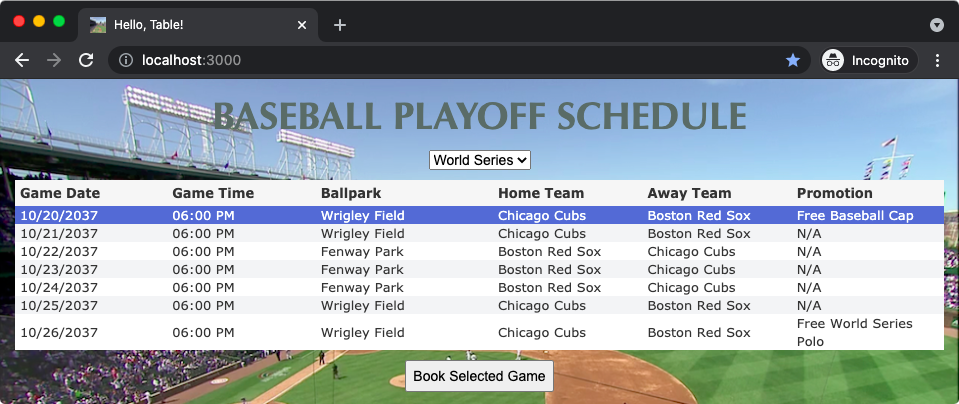 Hello, Table!
localhost:3000
Incognito
BASEBALL PLAYOFF SCHEDULE
World Series
Game Date Game Time Ballpark Home Team Away Team Promotion
10/20/2037 06:00 PM Wrigley Field Chicago Cubs Boston Red Sox Free Baseball Cap
10/21/2037 06:00 PM Wrigley Field Chicago Cubs Boston Red Sox N/A
10/22/2037 06:00 PM Fenway Park Boston Red Sox Chicago Cubs N/A
10/23/2037 06:00 PM Fenway Park Boston Red Sox Chicago Cubs N/A
10/24/2037 06:00 PM Fenway Park Boston Red Sox Chicago Cubs N/A
10/25/2037 06:00 PM Wrigley Field Chicago Cubs Boston Red Sox N/A
10/26/2037 06:00 PM Wrigley Field Chicago Cubs Boston Red Sox Free World Series
Polo
Book Selected Game